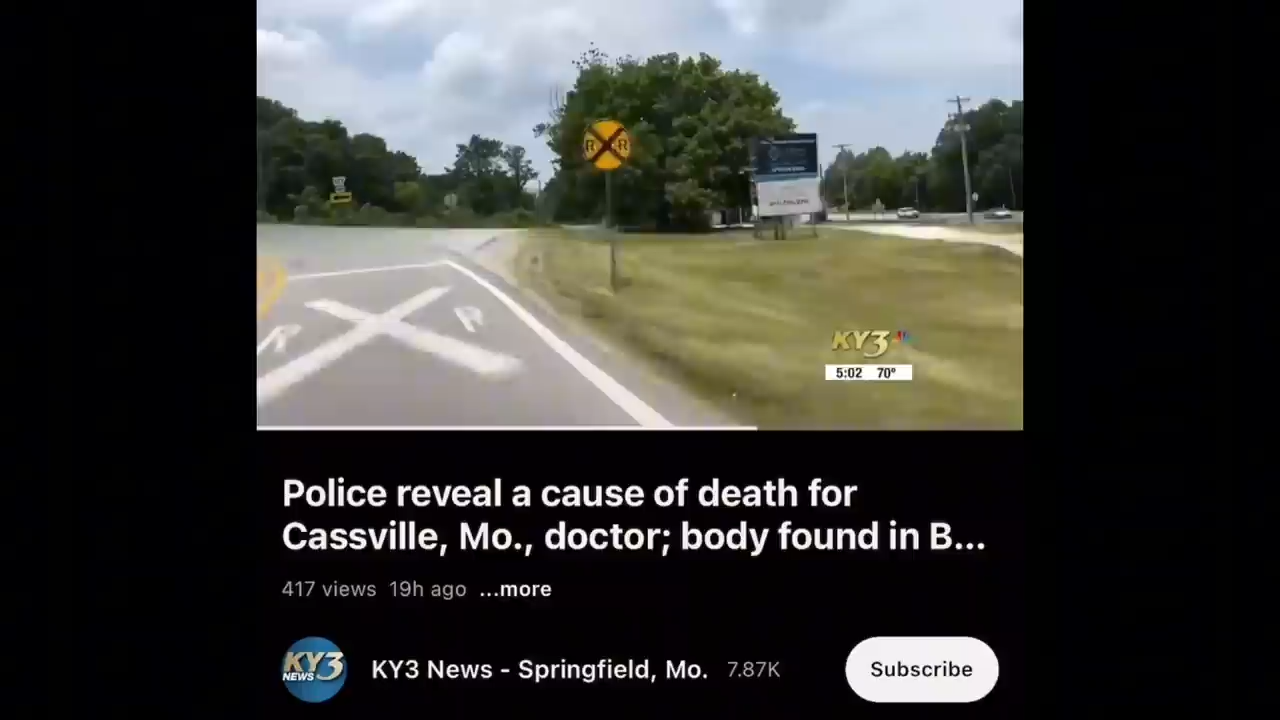 R R
R
R
KY3
5:02 70°
Police reveal a cause of death for
Cassville, Mo., doctor; body found in B...
417 views 19h ago ...more
KY3
NEWS
KY3 News - Springfield, Mo. 7.87K
Subscribe